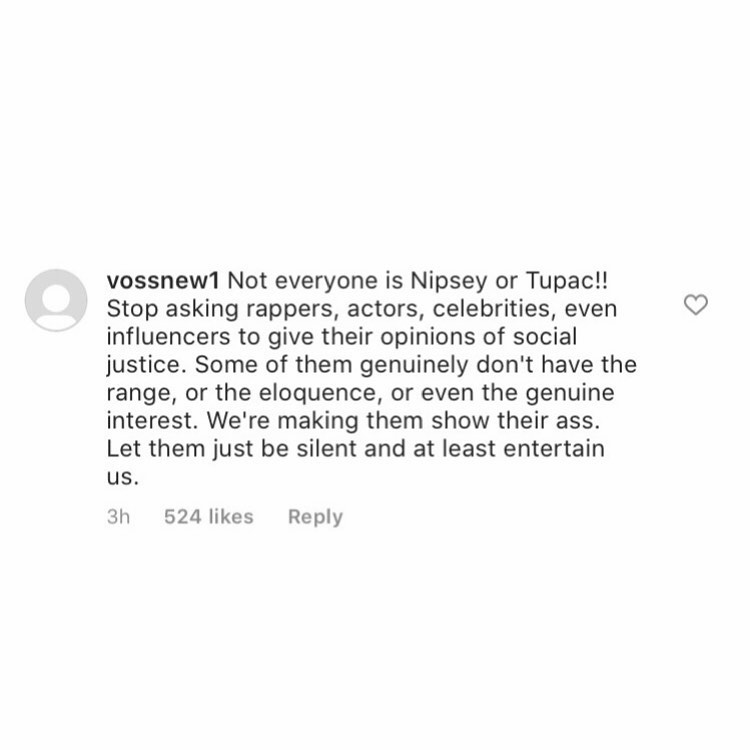 vossnew1 Not everyone is Nipsey or Tupac!!
Stop asking rappers, actors, celebrities, even
influencers to give their opinions of social
justice. Some of them genuinely don't have the
range, or the eloquence, or even the genuine
interest. We're making them show their ass.
Let them just be silent and at least entertain
us.
3h 524 likes Reply